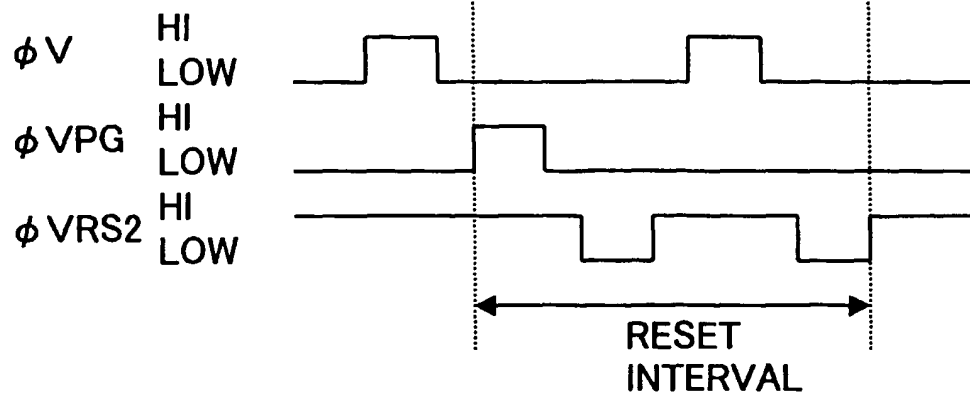 φV HI
LOW
φVPG HI
LOW
φVRS2 HI
LOW
RESET
INTERVAL